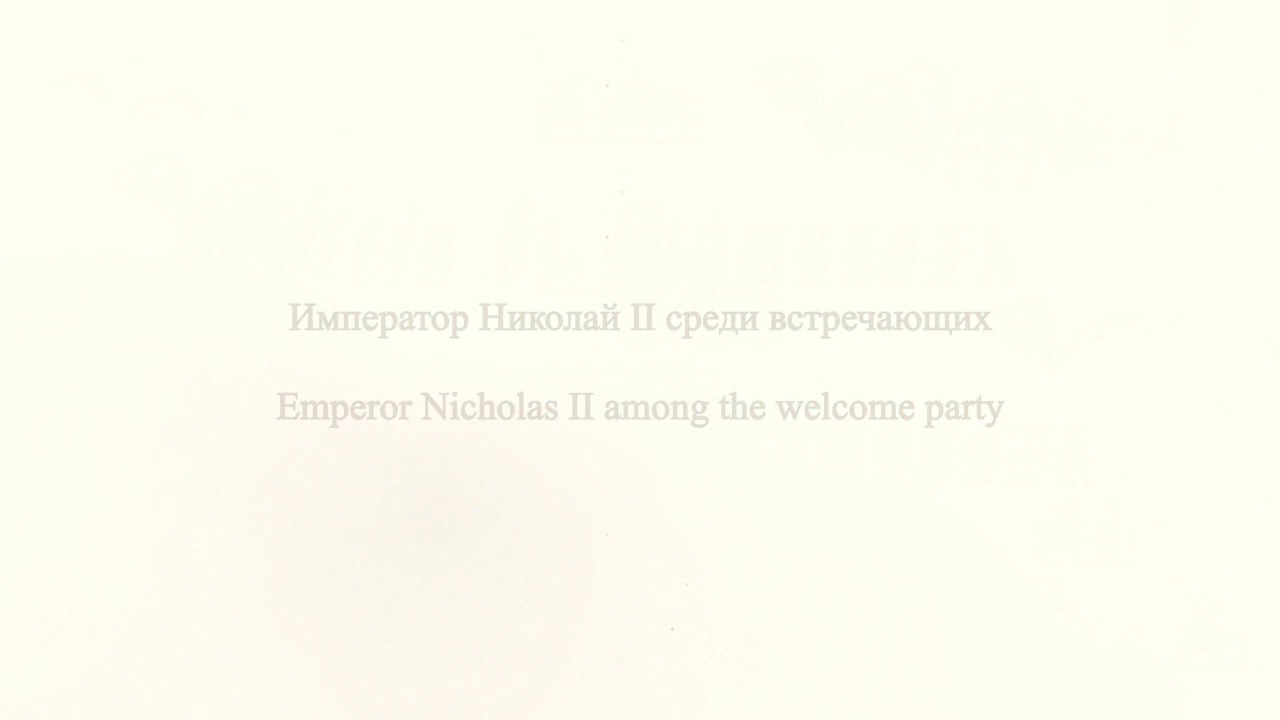 Император Николай II среди встречающих
Emperor Nicholas II among the welcome party